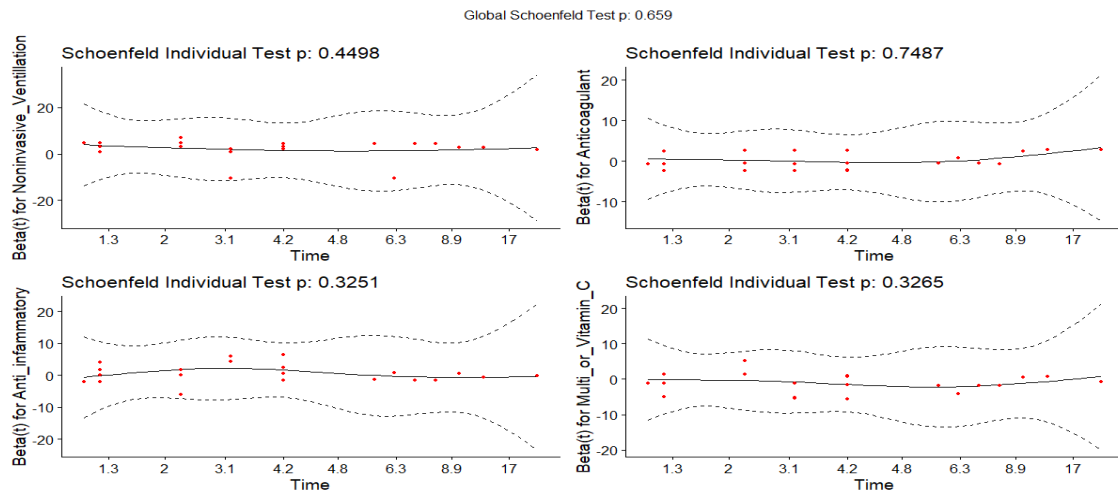 Global Schoenfeld Test p: 0.659
Schoenfeld Individual Test p: 0.4498
Beta(t) for Noninvasive_Ventillation
20
0
-20
1.3 2 3.1 4.2 4.8 6.3 8.9 17
Time
Schoenfeld Individual Test p: 0.7487
Beta(t) for Anticoagulant
20
10
0
-10
1.3 2 3.1 4.2 4.8 6.3 8.9 17
Time
Schoenfeld Individual Test p: 0.3251
Beta(t) for Anti_infammatory
20
10
0
-10
-20
1.3 2 3.1 4.2 4.8 6.3 8.9 17
Time
Schoenfeld Individual Test p: 0.3265
Beta(t) for Multi_or_Vitamin_C
20
10
0
-10
-20
1.3 2 3.1 4.2 4.8 6.3 8.9 17
Time